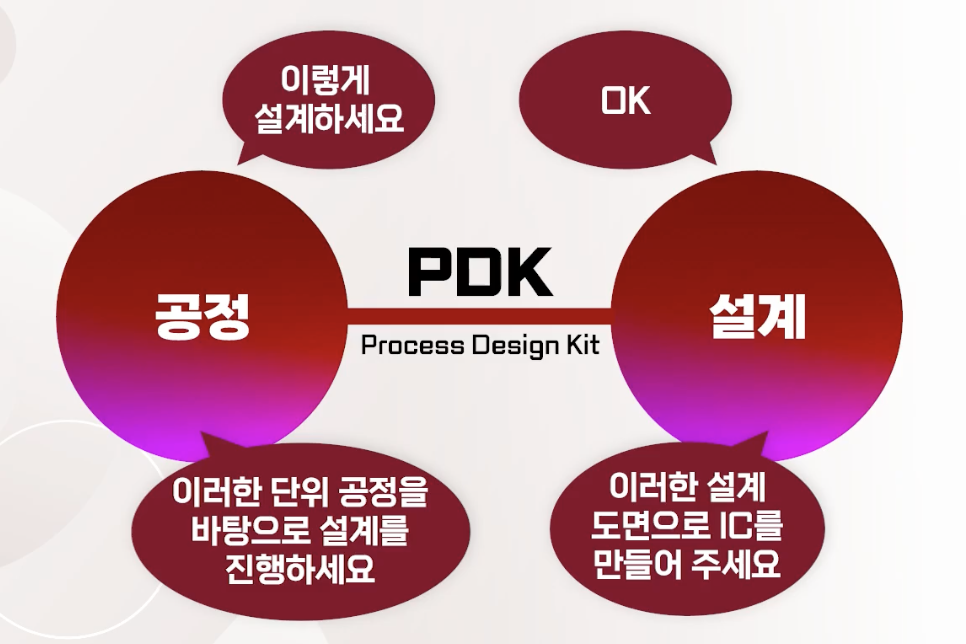 이렇게
설계하세요
OK
공정
PDK
Process Design Kit
설계
이러한 단위 공정을
바탕으로 설계를
진행하세요
이러한 설계
도면으로 IC를
만들어 주세요